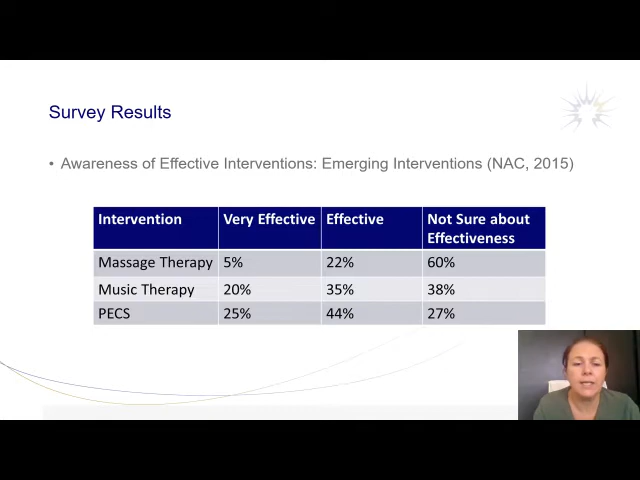 Survey Results
• Awareness of Effective Interventions: Emerging Interventions (NAC, 2015)
Intervention Very Effective Effective Not Sure about Effectiveness
Massage Therapy 5% 22% 60%
Music Therapy 20% 35% 38%
PECS 25% 44% 27%